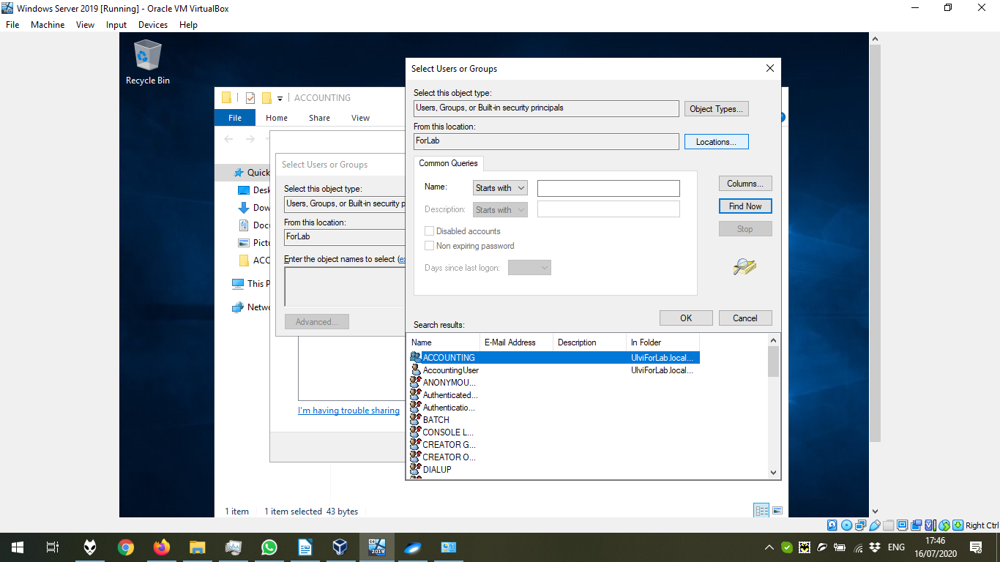 Windows Server 2019 [Running] - Oracle VM VirtualBox
File Machine View Input Devices Help
Recycle Bin
ACCOUNTING
File Home Share View
Quick
Desk
Dow
Doc
Pictu
ACC
This P
Netwo
Select Users or Groups
Select this object type:
Users, Groups, or Built-in security p
From this location:
ForLab
Enter the object names to select (ex
Advanced...
I'm having trouble sharing
1 item 1 item selected 43 bytes
Select Users or Groups
Select this object type:
Users, Groups, or Built-in security principals Object Types...
From this location:
ForLab Locations...
Common Queries
Name: Starts with
Description: Starts with
Disabled accounts
Non expiring password
Days since last logon:
Columns...
Find Now
Stop
OK Cancel
Search results:
Name E-Mail Address Description In Folder
ACCOUNTING UlviForLab.local...
AccountingUser UlviForLab.local...
ANONYMOU...
Authenticated...
Authenticatio...
BATCH
CONSOLE L...
CREATOR G...
CREATOR O...
DIALUP
Right Ctrl
64
2019
ENG
17:46
16/07/2020